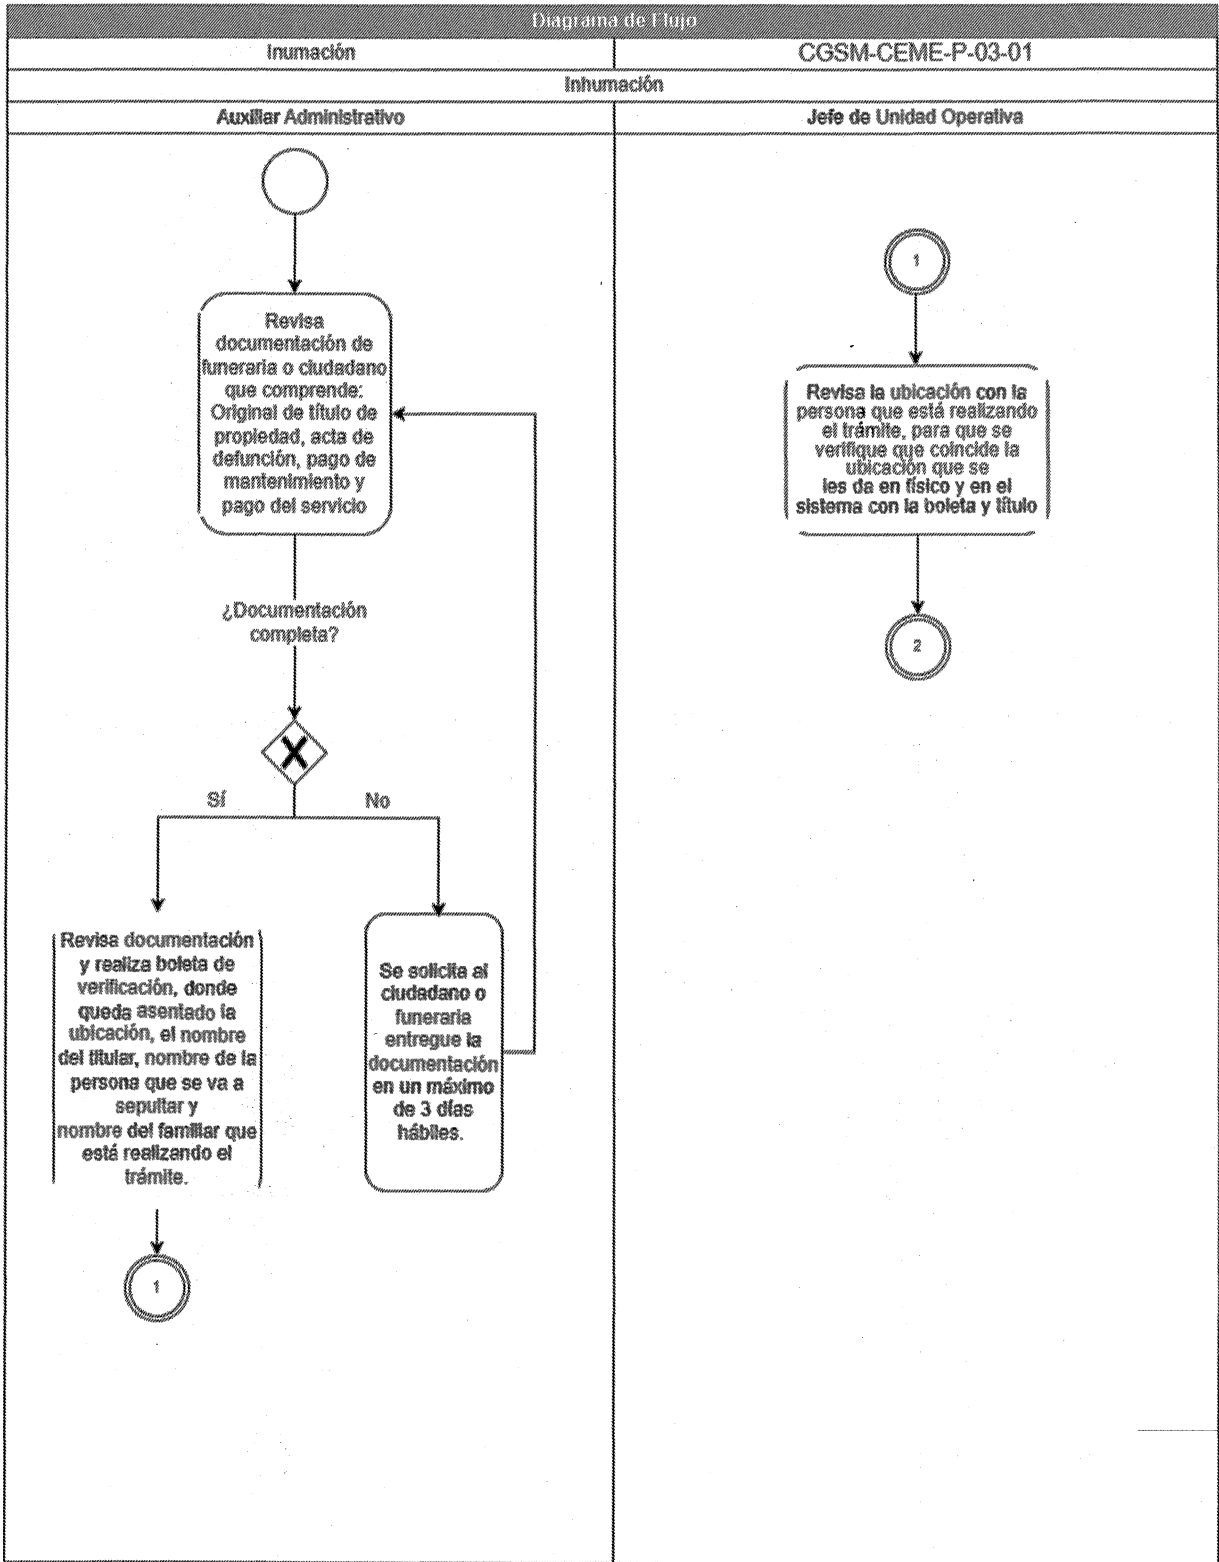 Diagrama de Flujo
Inumación
CGSM-CEME-P-03-01
Inhumación
Auxiliar Administrativo
Jefe de Unidad Operativa
Revisa
documentación de
funeraria o ciudadano
que comprende:
Original de título de
propiedad, acta de
defunción, pago de
mantenimiento y
pago del servicio
¿Documentación
completa?
X
Sí
No
Revisa documentación
y realiza boleta de
verificación, donde
queda asentado la
ubicación, el nombre
del titular, nombre de la
persona que se va a
sepultar y
nombre del familiar que
está realizando el
trámite.
Se solicita al
ciudadano o
funeraria
entregue la
documentación
en un máximo
de 3 días
hábiles.
1
1
Revisa la ubicación con la
persona que está realizando
el trámite, para que se
verifique que coincide la
ubicación que se
les da en físico y en el
sistema con la boleta y título
2